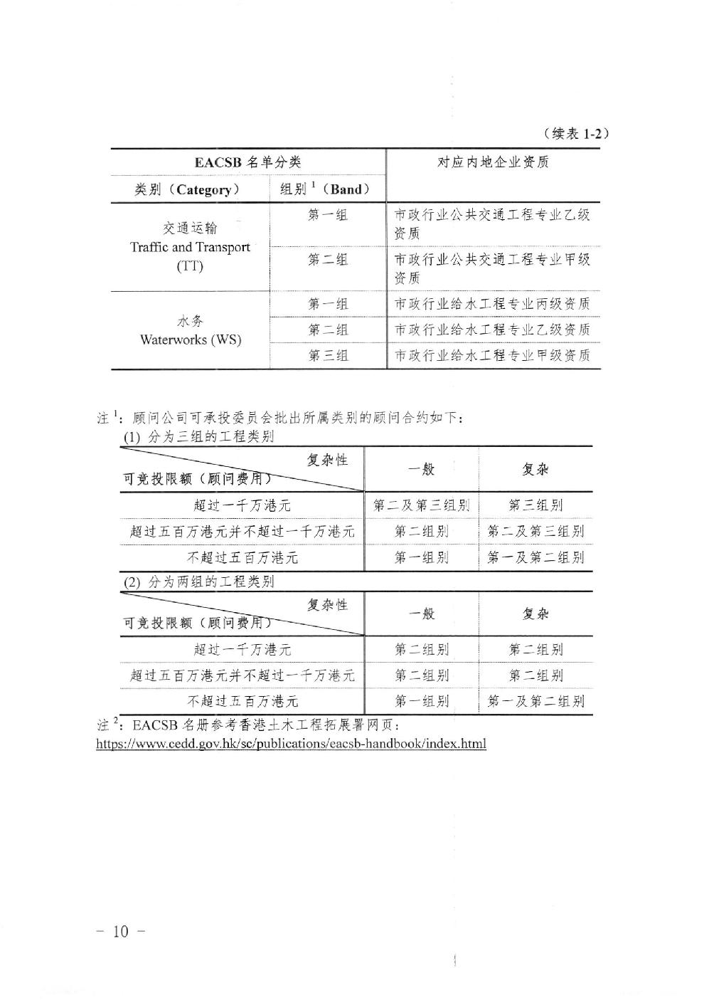 （续表 1-2）
EACSB 名单分类 对应内地企业资质
类别（Category） 组别 1（Band）
交通运输
Traffic and Transport
(TT)
第一组 市政行业公共交通工程专业乙级
资质
第二组 市政行业公共交通工程专业甲级
资质
水务
Waterworks (WS)
第一组 市政行业给水工程专业丙级资质
第二组 市政行业给水工程专业乙级资质
第三组 市政行业给水工程专业甲级资质
注 1：顾问公司可承投委员会批出所属类别的顾问合约如下：
(1) 分为三组的工程类别
复杂性
可竞投限额（顾问费用） 一般 复杂
超过一千万港元 第二及第三组别 第三组别
超过五百万港元并不超过一千万港元 第二组别 第二及第三组别
不超过五百万港元 第一组别 第一及第二组别
(2) 分为两组的工程类别
复杂性
可竞投限额（顾问费用） 一般 复杂
超过一千万港元 第二组别 第二组别
超过五百万港元并不超过一千万港元 第二组别 第二组别
不超过五百万港元 第一组别 第一及第二组别
注 2：EACSB 名册参考香港土木工程拓展署网页：
https://www.cedd.gov.hk/sc/publications/eacsb-handbook/index.html
- 10 -